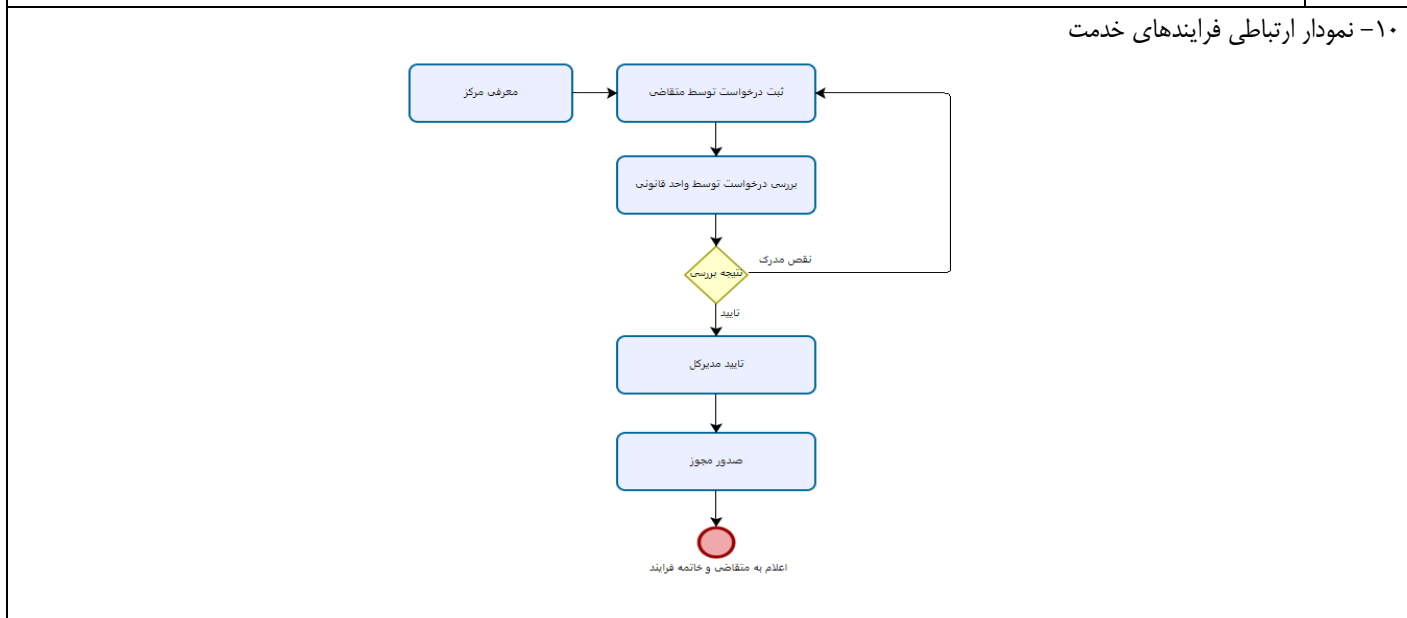 ۱۰- نمودار ارتباطی فرایندهای خدمت
معرفی مرکز
ثبت درخواست توسط متقاضی
بررسی درخواست توسط واحد قانونی
نتیجه بررسی
نقص مدرک
تایید
تایید مدیرکل
صدور مجوز
اعلام به متقاضی و خاتمه فرایند